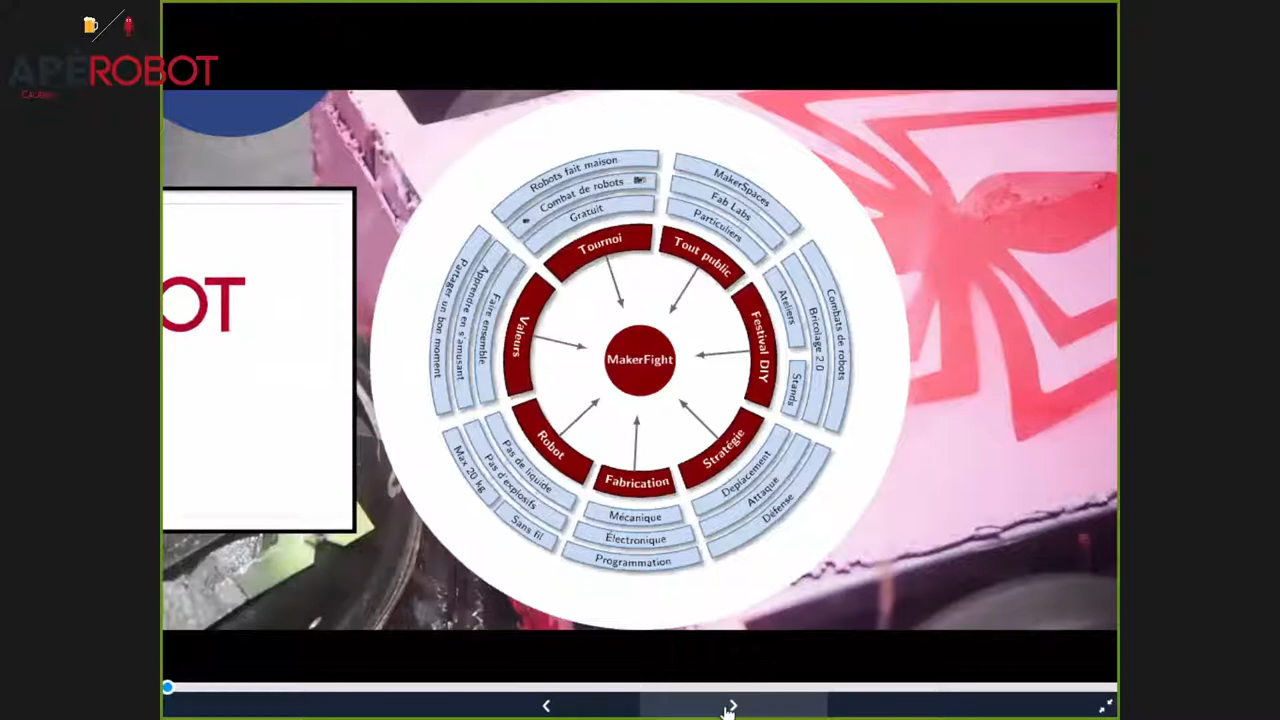 APÉROBOT
OT
MakerFight
Tournoi
Robots fait maison
Combat de robots
Gratuit
Tout public
MakerSpaces
Fab Labs
Particuliers
Festival DIY
Combats de robots
Bricolage 2.0
Ateliers
Stands
Stratégie
Deplacement
Attaque
Défense
Fabrication
Mécanique
Électronique
Programmation
Robot
Pas de liquide
Pas d'explosifs
Max 20 kg
Sans fil
Valeurs
Faire ensemble
Apprendre en s'amusant
Partager un bon moment